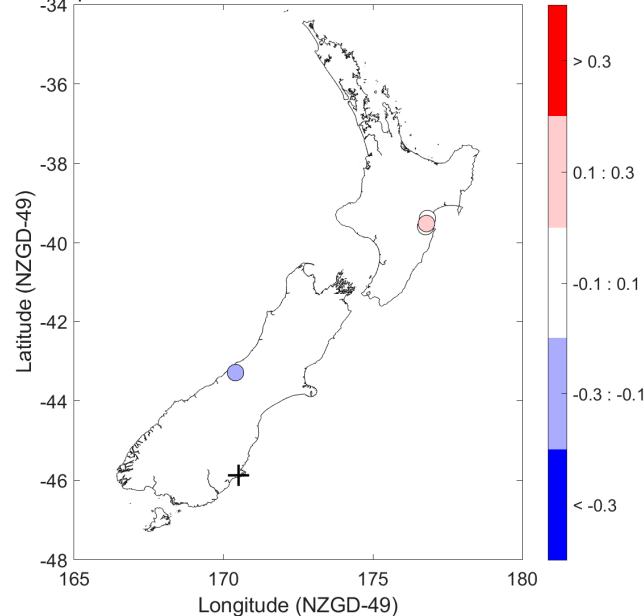 -34
-36
-38
-40
-42
-44
-46
-48
165
170
175
180
Latitude (NZGD-49)
Longitude (NZGD-49)
> 0.3
0.1 : 0.3
-0.1 : 0.1
-0.3 : -0.1
< -0.3